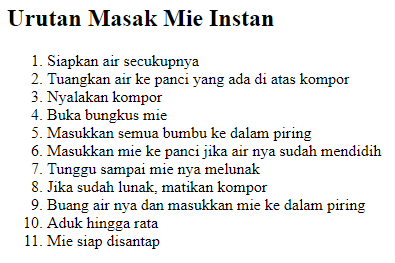 Urutan Masak Mie Instan
1. Siapkan air secukupnya
2. Tuangkan air ke panci yang ada di atas kompor
3. Nyalakan kompor
4. Buka bungkus mie
5. Masukkan semua bumbu ke dalam piring
6. Masukkan mie ke panci jika air nya sudah mendidih
7. Tunggu sampai mie nya melunak
8. Jika sudah lunak, matikan kompor
9. Buang air nya dan masukkan mie ke dalam piring
10. Aduk hingga rata
11. Mie siap disantap